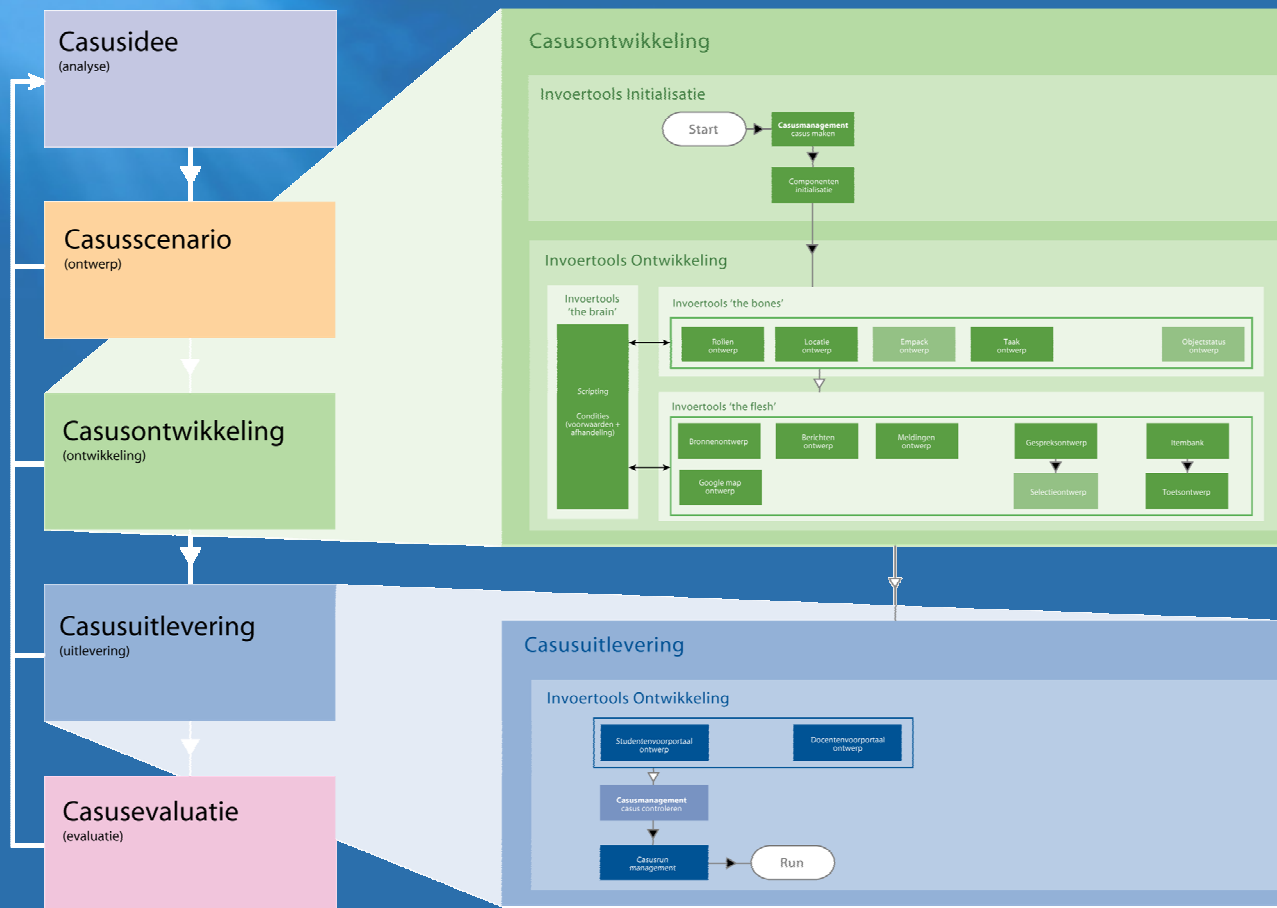 Casusidee
(analyse)
Casusscenario
(ontwerp)
Casusontwikkeling
(ontwikkeling)
Casusuitlevering
(uitlevering)
Casusevaluatie
(evaluatie)
Casusontwikkeling
Invoertools Initialisatie
Start
Casusmanagement
casus maken
Componenten
initialisatie
Invoertools Ontwikkeling
Invoertools
‘the brain’
Scripting
Condities
(voorwaarden +
afhandeling)
Invoertools ‘the bones’
Rollen
ontwerp
Locatie
ontwerp
Empack
ontwerp
Taak
ontwerp
Objectstatus
ontwerp
Invoertools ‘the flesh’
Bronnenontwerp
Berichten
ontwerp
Meldingen
ontwerp
Gespreksontwerp
Itembank
Google map
ontwerp
Selectieontwerp
Toetsontwerp
Casusuitlevering
Invoertools Ontwikkeling
Studentenvoorportaal
ontwerp
Docentenvoorportaal
ontwerp
Casusmanagement
casus controleren
Casusrun
management
Run